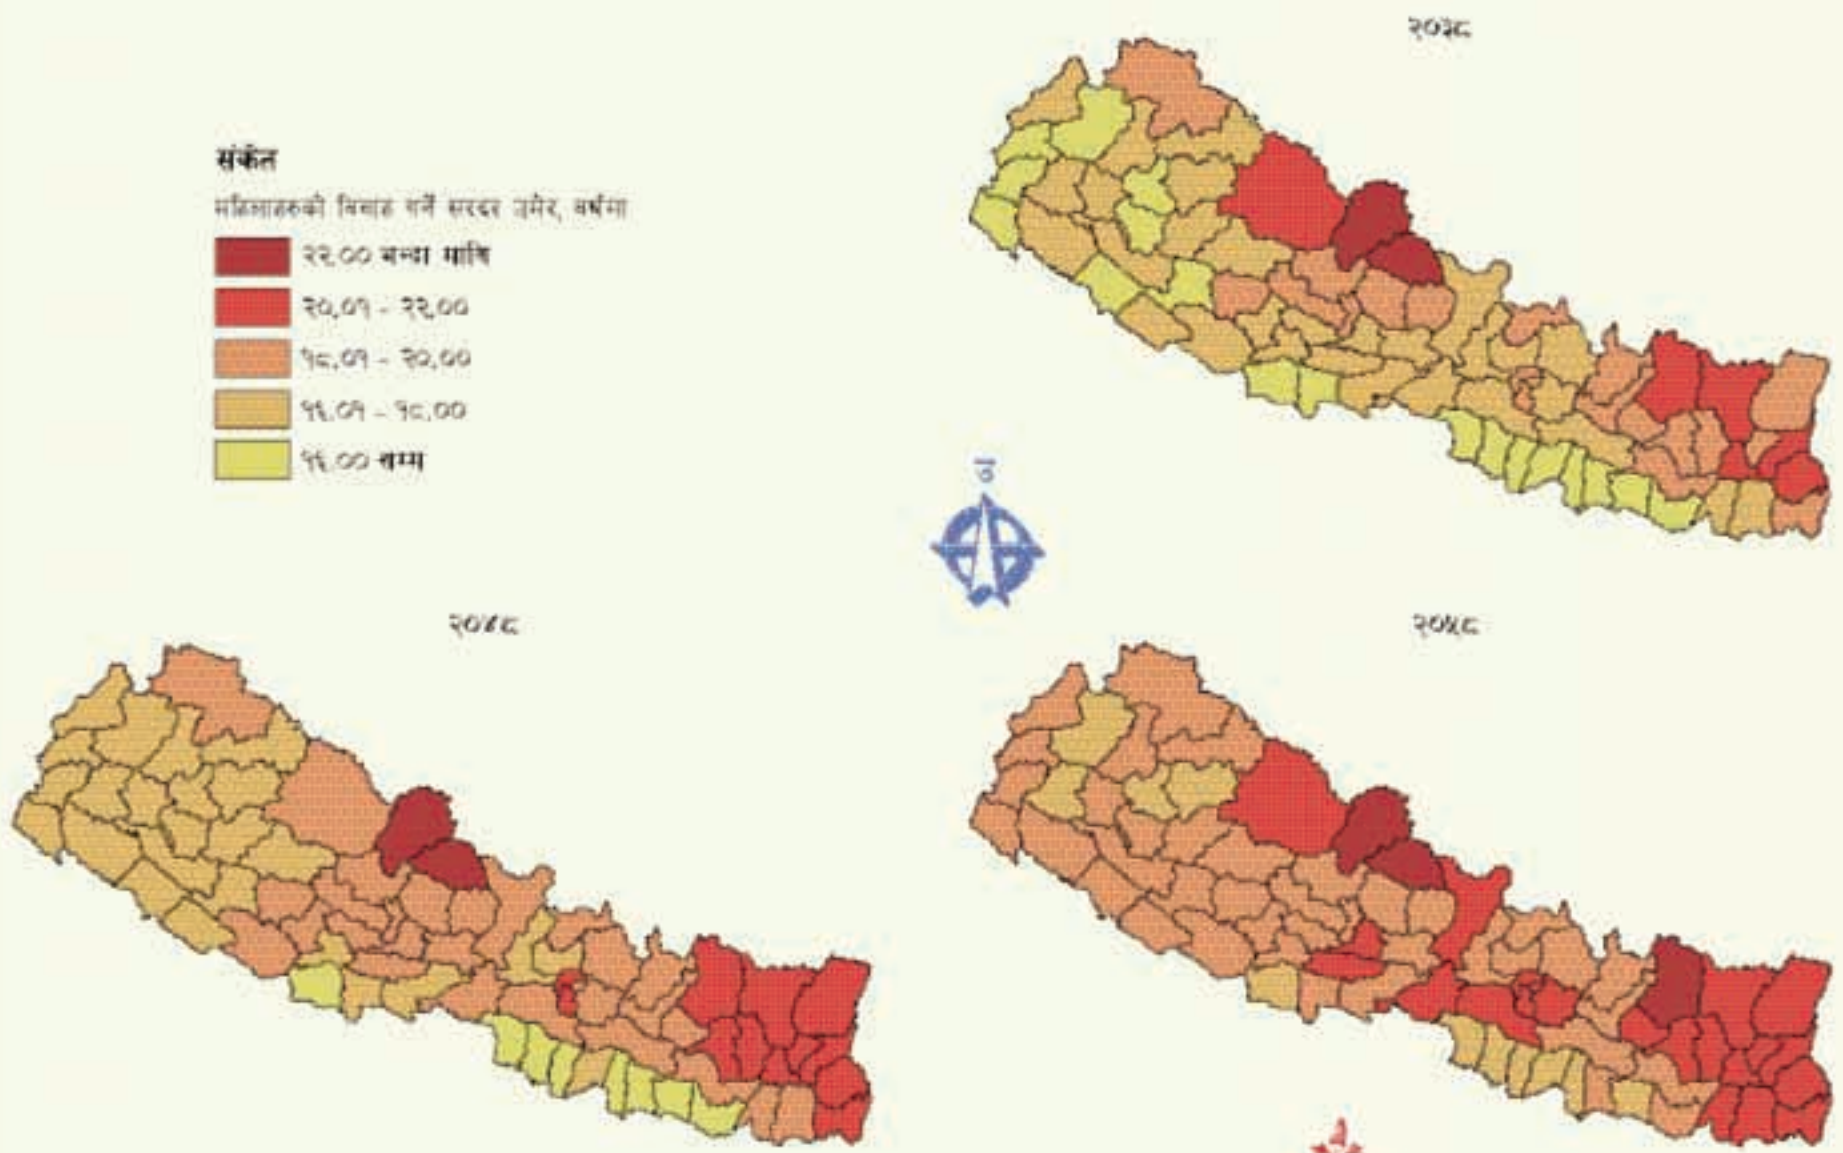 २०३८
संकेत
महिलाहरुको विवाह गर्ने सरदर उमेर, वर्षमा
२२.०० भन्दा माथि
२०.०१ - २२.००
१८.०१ - २०.००
१६.०१ - १८.००
१६.०० सम्म
उ
२०४८
२०५८